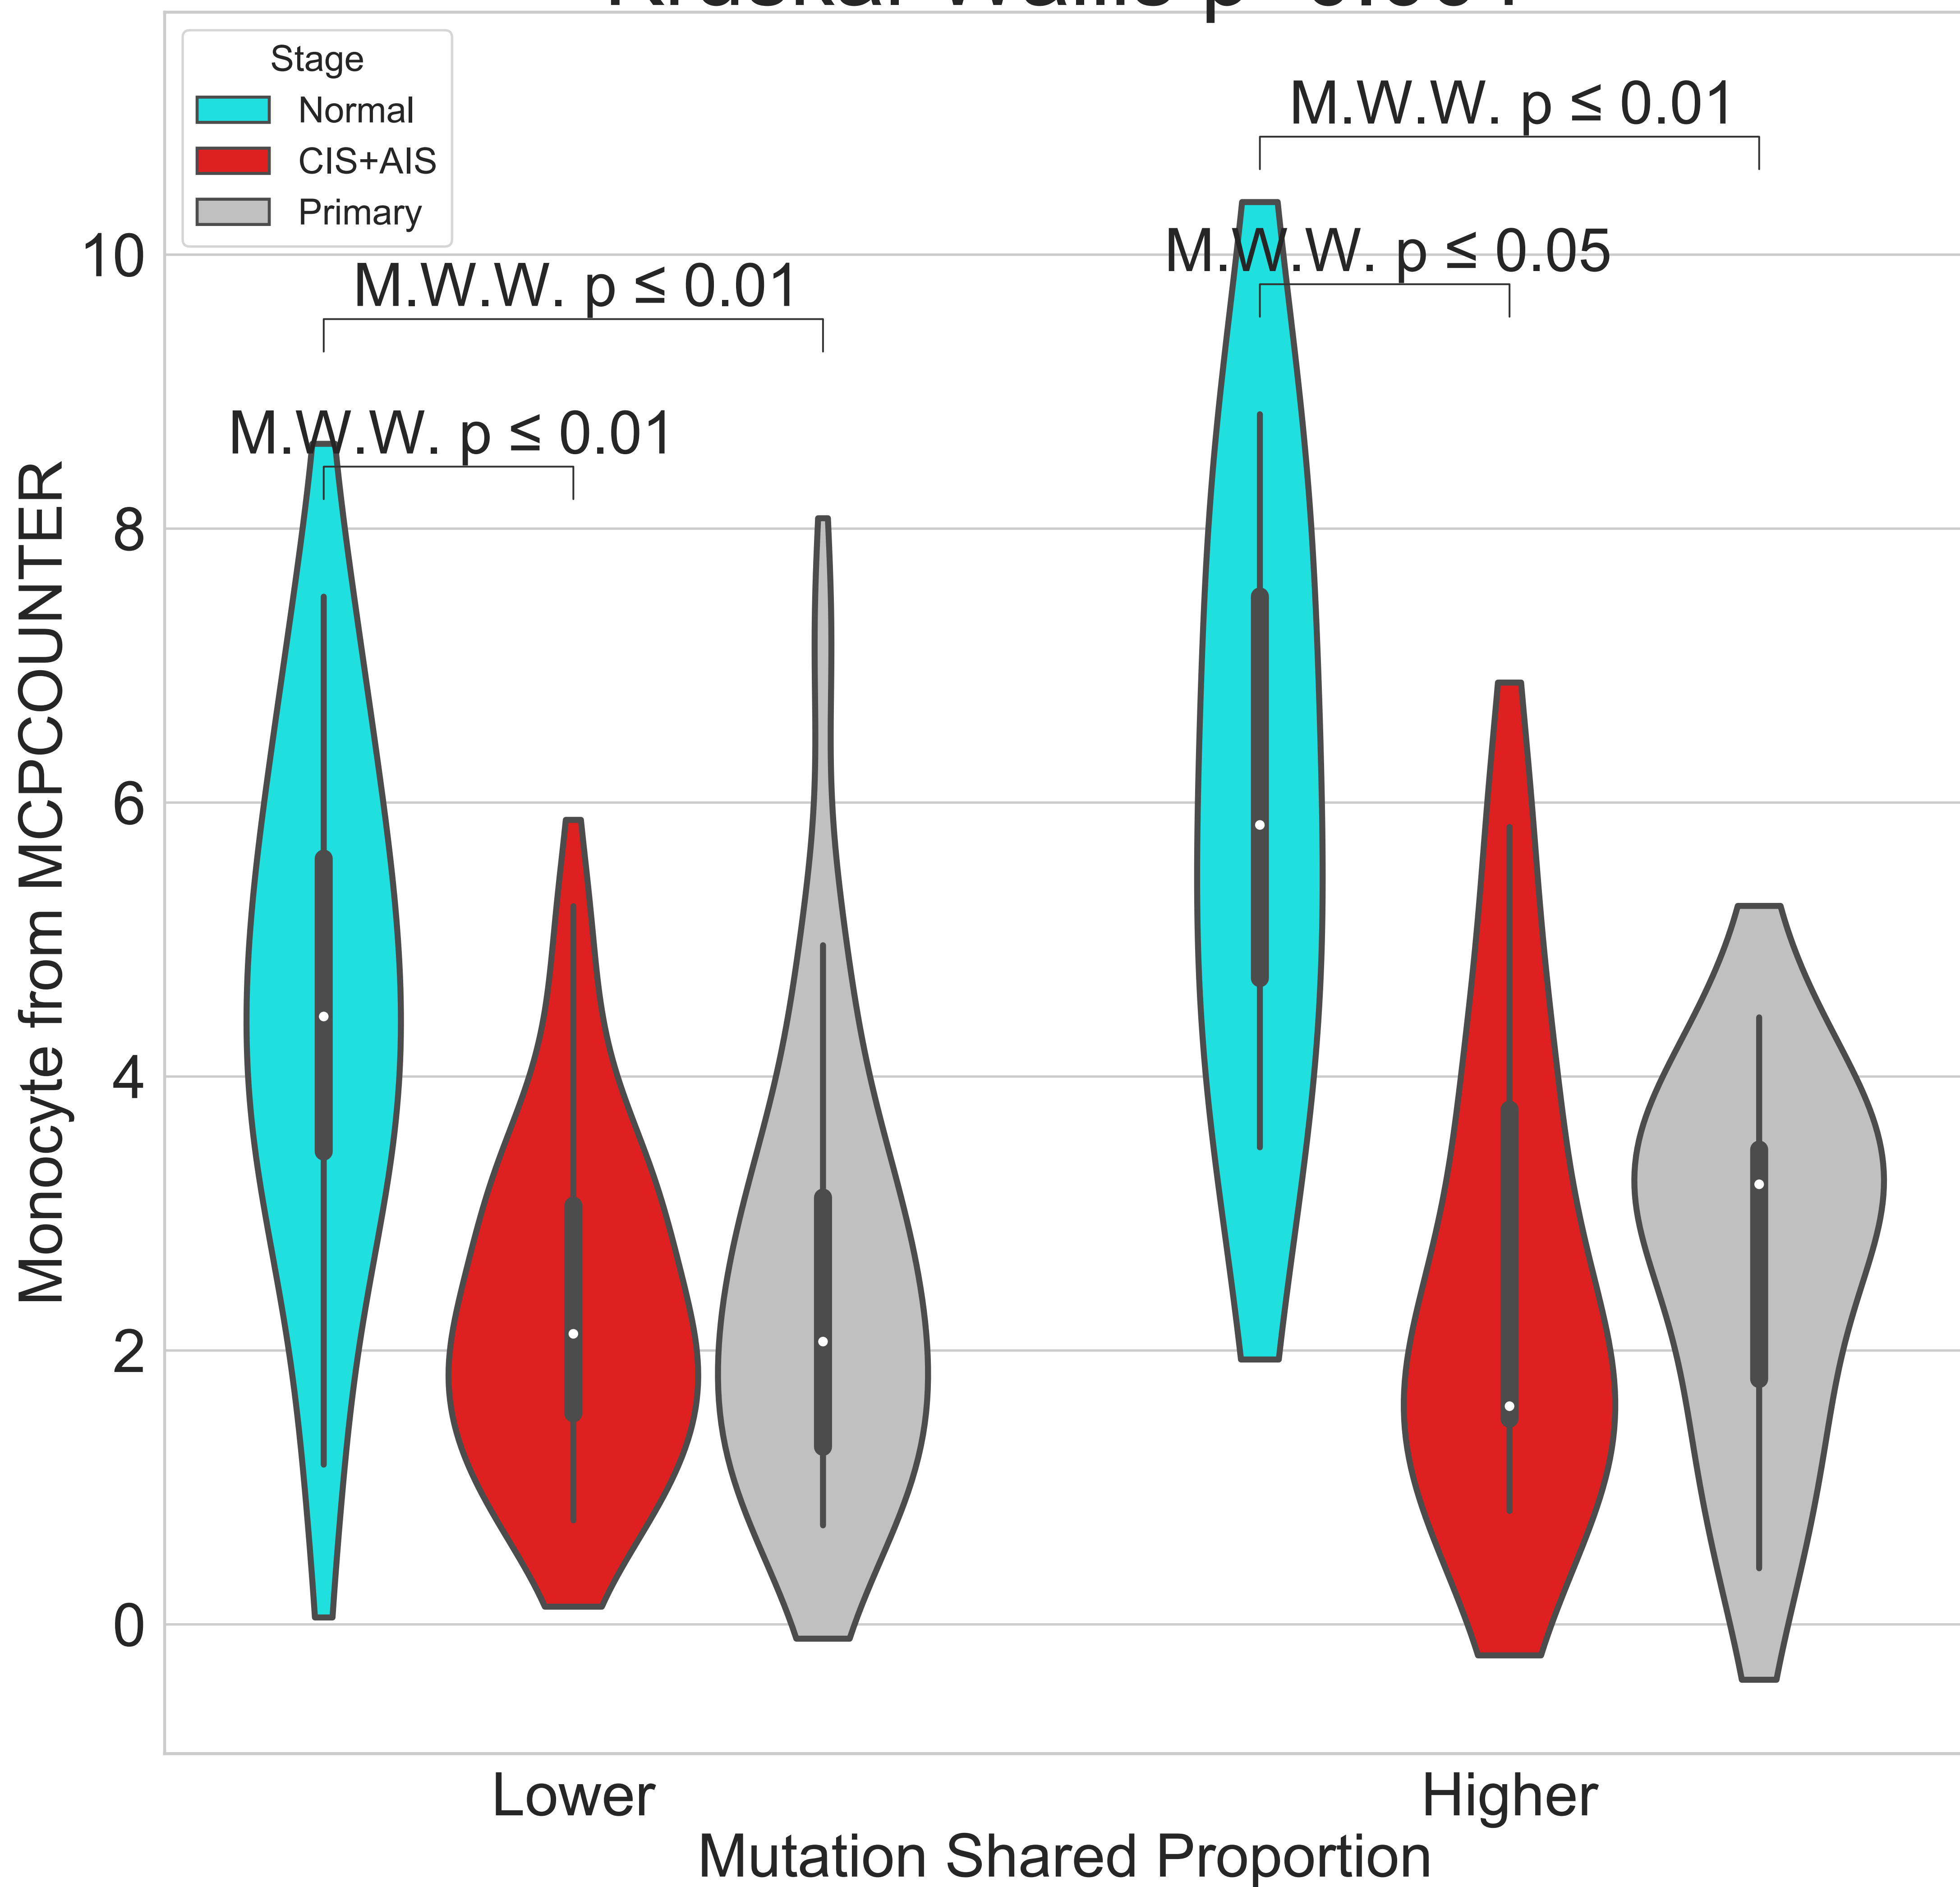 Stage
Normal
CIS+AIS
Primary
M.W.W. p ≤ 0.01
M.W.W. p ≤ 0.05
M.W.W. p ≤ 0.01
M.W.W. p ≤ 0.01
10
8
6
4
2
0
Monocyte from MCPCOUNTER
Lower
Higher
Mutation Shared Proportion